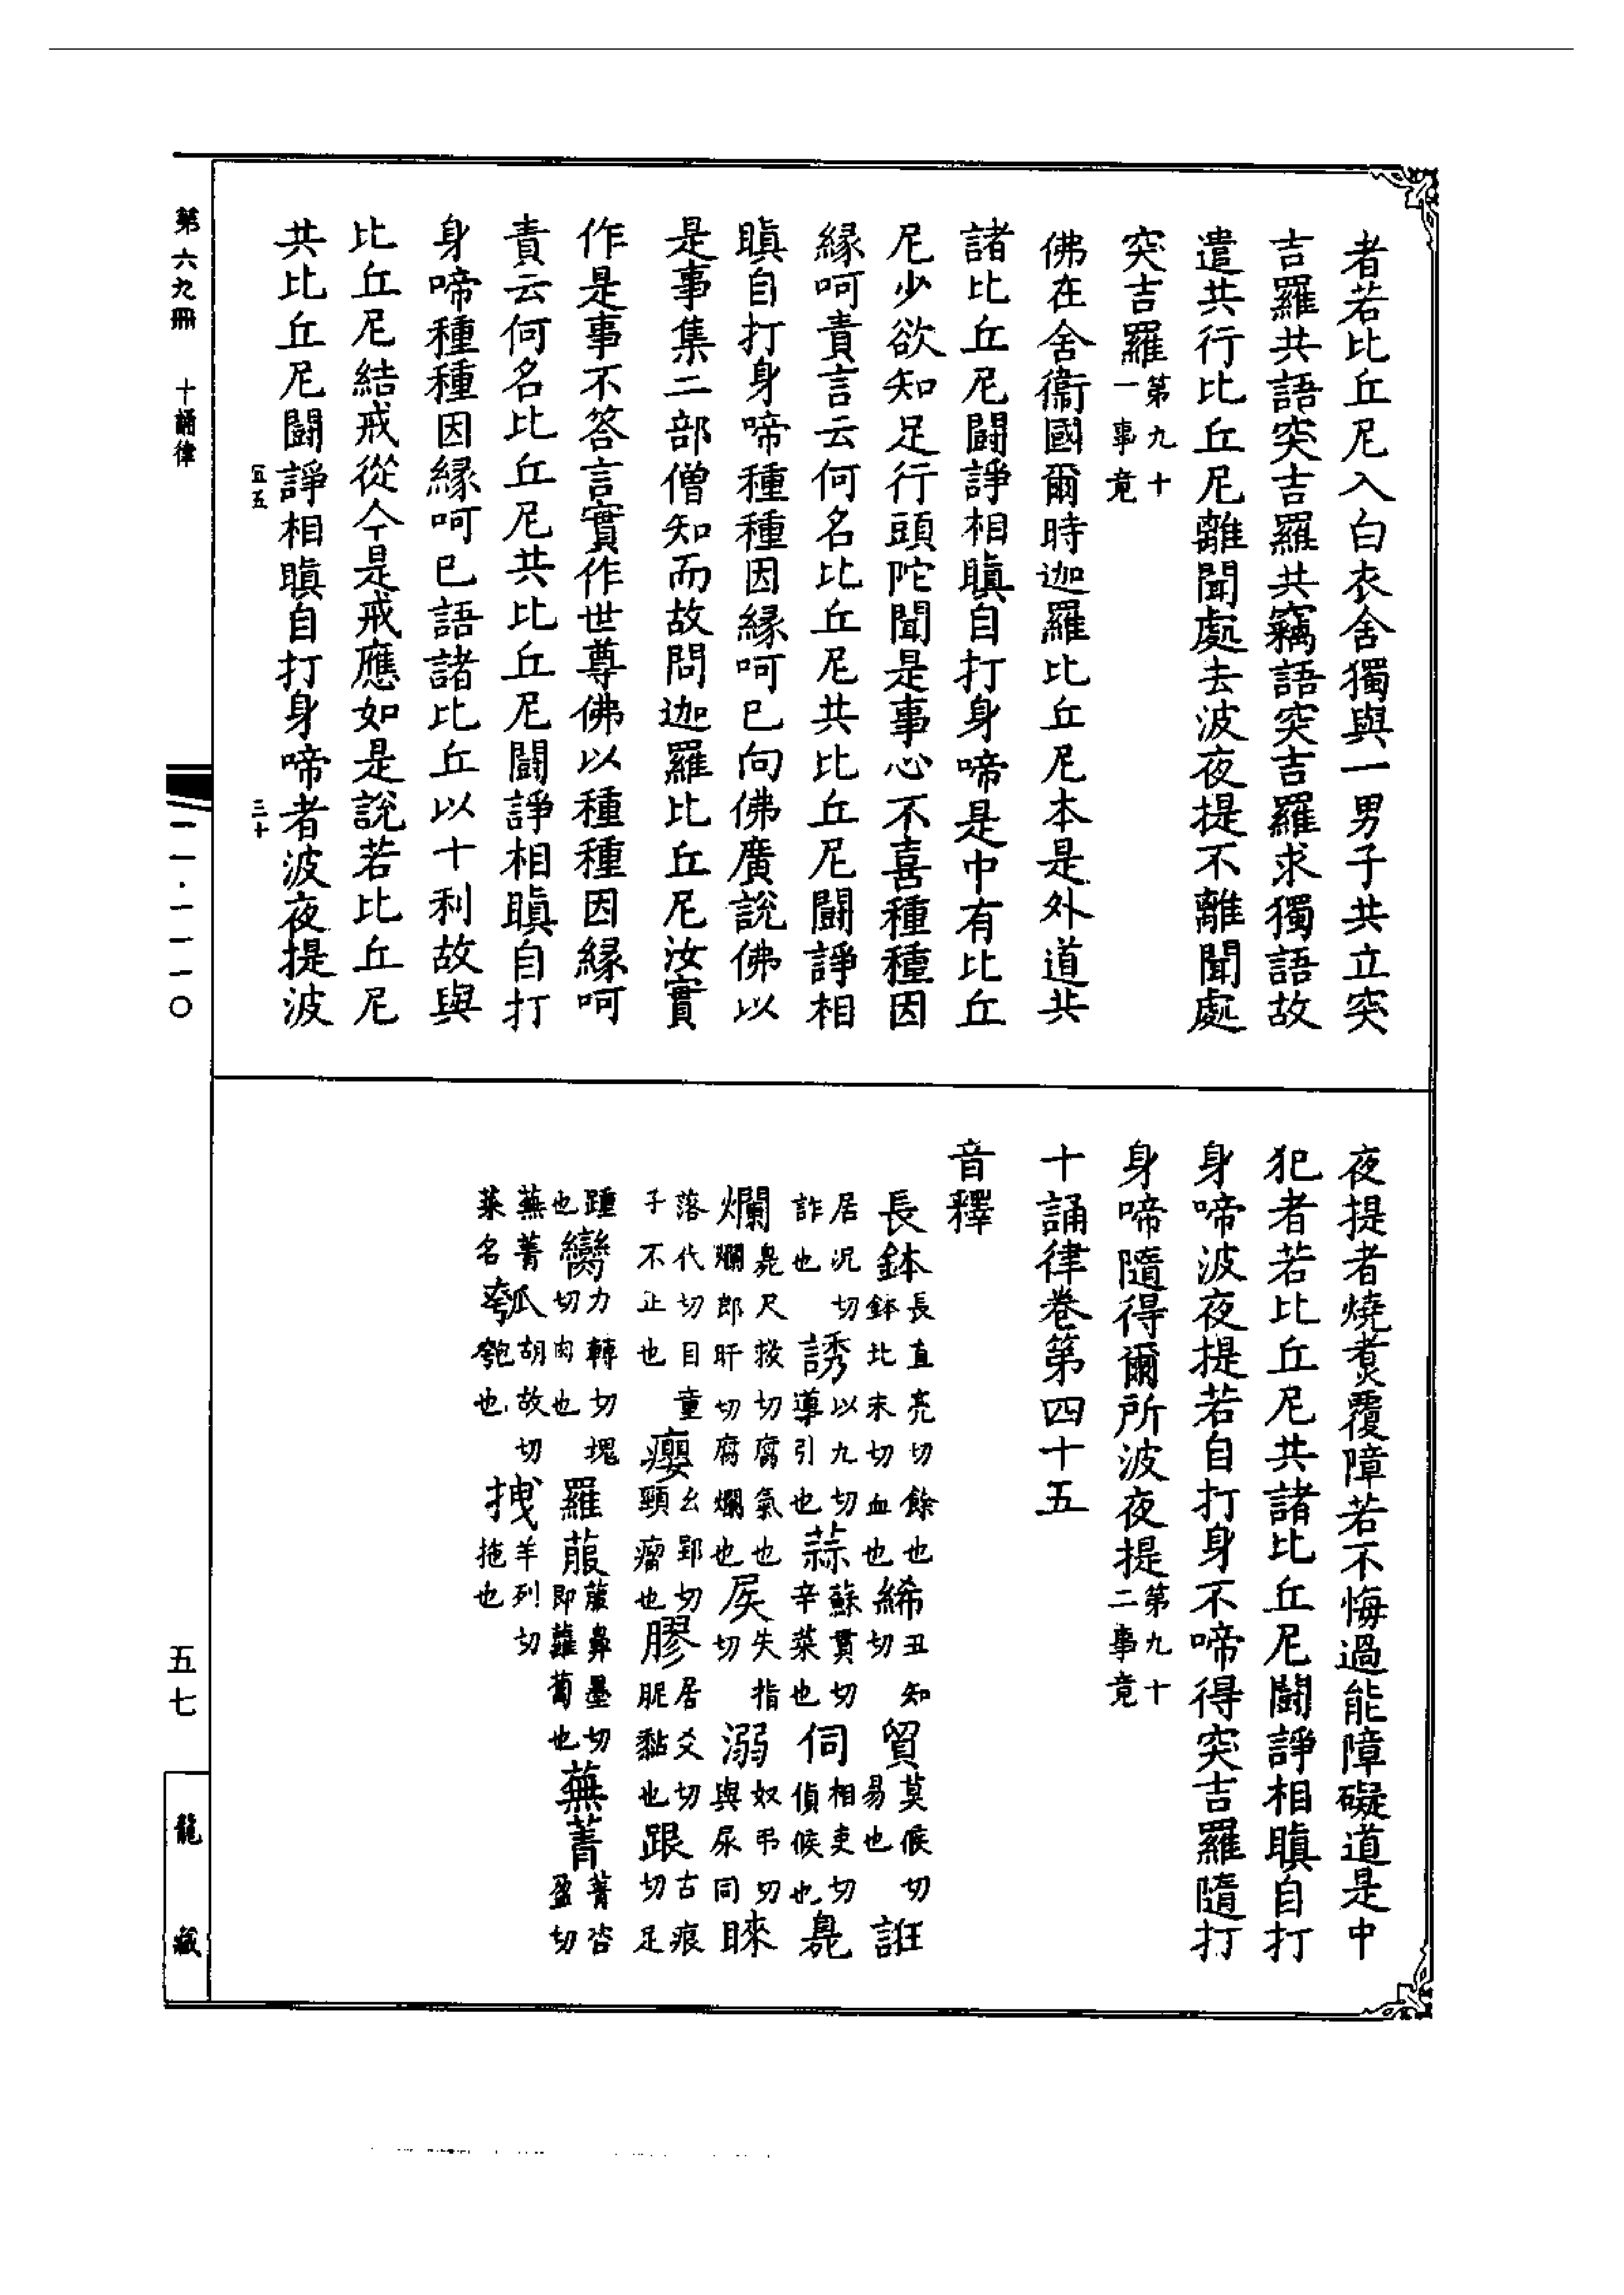 者若比丘尼入白衣舍獨與一男子共立突
吉羅共語突吉羅共竊語突吉羅求獨語故
遣共行比丘尼離聞處去波夜提不離聞處
突吉羅第九十一事竟
佛在舍衞國爾時迦羅比丘尼本是外道共
諸比丘尼鬪諍相瞋自打身啼是中有比丘
尼少欲知足行頭陀聞是事心不喜種種因
緣呵責言云何名比丘尼共比丘尼鬪諍相
瞋自打身啼種種因緣呵已向佛廣說佛以
是事集二部僧知而故問迦羅比丘尼汝實
作是事不答言實作世尊佛以種種因緣呵
責云何名比丘尼共比丘尼鬪諍相瞋自打
身啼種種因緣呵已語諸比丘以十利故與
比丘尼結戒從今是戒應如是說若比丘尼
共比丘尼鬪諍相瞋自打身啼者波夜提波
夜提者燒煑覆障若不悔過能障礙道是中
犯者若比丘尼共諸比丘尼鬪諍相瞋自打
身啼波夜提若自打身不啼得突吉羅隨打
身啼隨得爾所波夜提第九十二事竟
十誦律卷第四十五
音釋
長鉢長直亮切餘也鉢比末切血也絺丑知切貿莫候切易也誑
居況切詐也誘以九切導引也蒜蘇貫切辛菜也伺相吏切偵候也臭
臭尺救切腐氣也爛郎旰切腐爛也屎失指切溺奴弔切與尿同睞
落代切目童子不正也癭幺郢切頸瘤也膠居爻切黏也跟古痕切足
踵也臠力轉切塊切肉也羅菔菔鼻墨切即蘿蔔也蕪菁菁咨盈切
蕪菁菜名瓠胡故切匏也拽羊列切拖也
第六九冊 十誦律
三十
一一·一一一〇
五七
龍藏